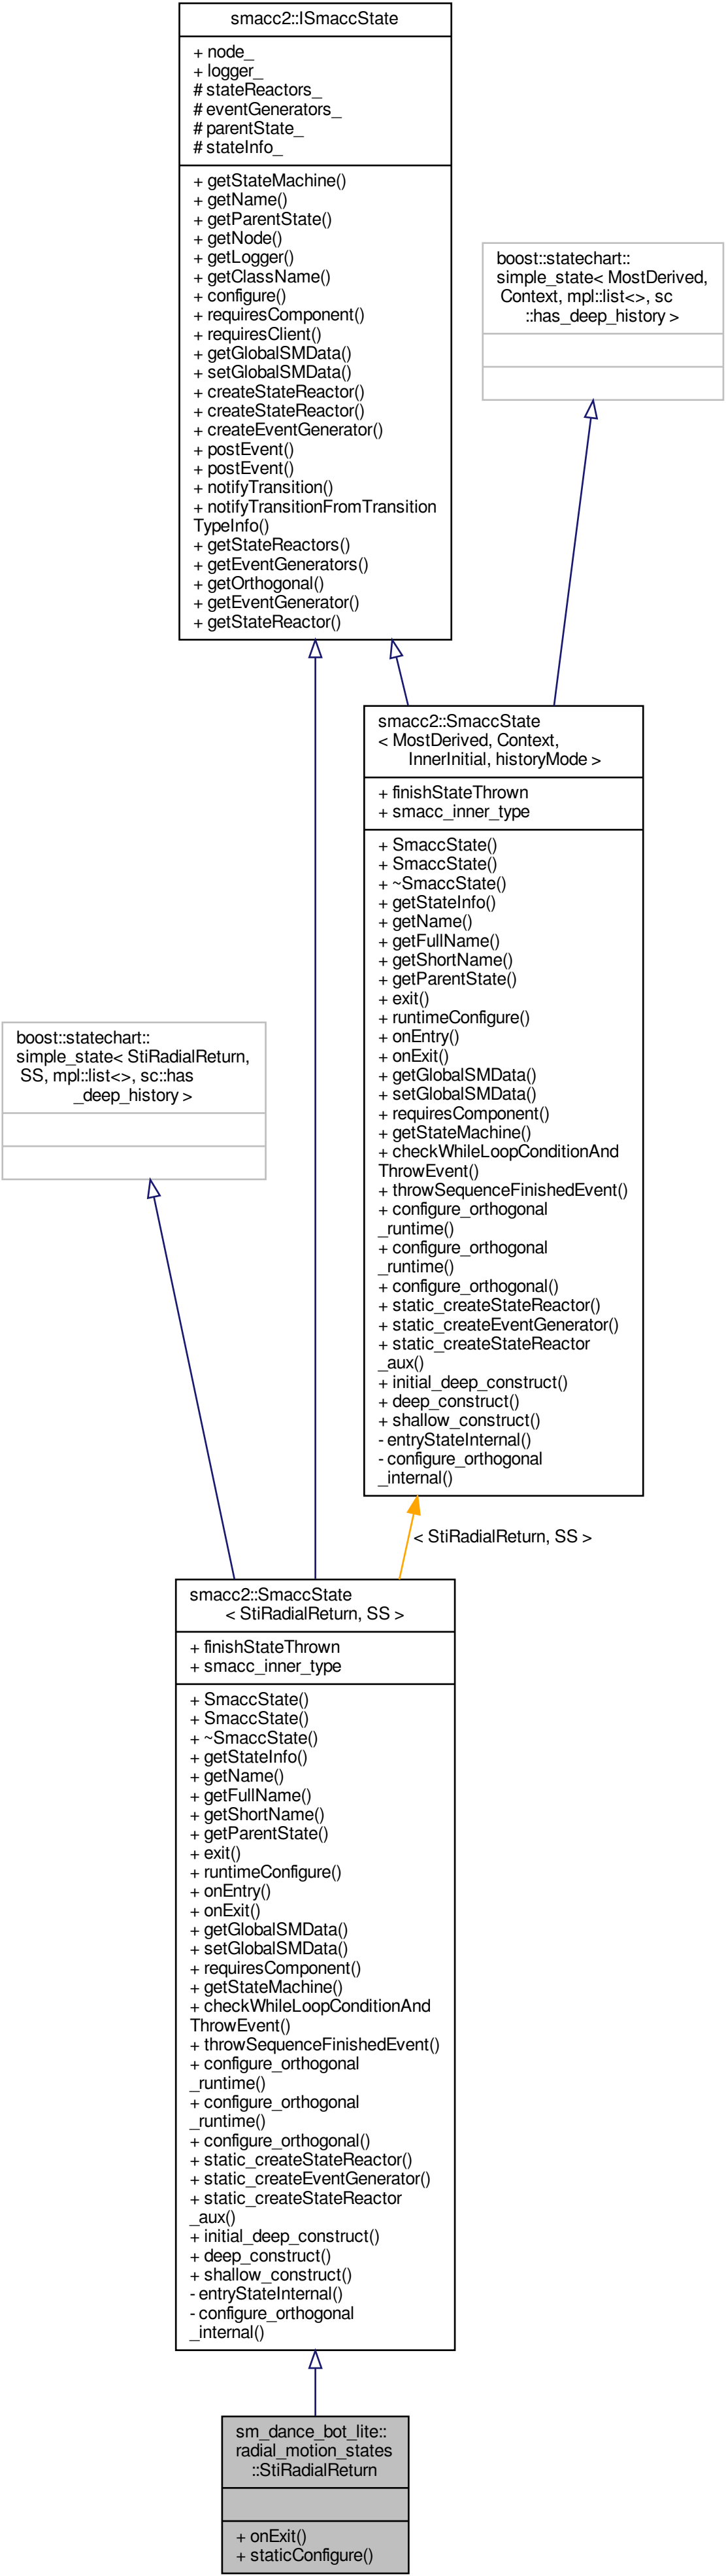 smacc2::ISmaccState
+ node_
+ logger_
# stateReactors_
# eventGenerators_
# parentState_
# stateInfo_
+ getStateMachine()
+ getName()
+ getParentState()
+ getNode()
+ getLogger()
+ getClassName()
+ configure()
+ requiresComponent()
+ requiresClient()
+ getGlobalSMData()
+ setGlobalSMData()
+ createStateReactor()
+ createStateReactor()
+ createEventGenerator()
+ postEvent()
+ postEvent()
+ notifyTransition()
+ notifyTransitionFromTransition
TypeInfo()
+ getStateReactors()
+ getEventGenerators()
+ getOrthogonal()
+ getEventGenerator()
+ getStateReactor()
boost::statechart::
simple_state< MostDerived,
Context, mpl::list<>, sc
::has_deep_history >
smacc2::SmaccState
< MostDerived, Context,
InnerInitial, historyMode >
+ finishStateThrown
+ smacc_inner_type
+ SmaccState()
+ SmaccState()
+ ~SmaccState()
+ getStateInfo()
+ getName()
+ getFullName()
+ getShortName()
+ getParentState()
+ exit()
+ runtimeConfigure()
+ onEntry()
+ onExit()
+ getGlobalSMData()
+ setGlobalSMData()
+ requiresComponent()
+ getStateMachine()
+ checkWhileLoopConditionAnd
ThrowEvent()
+ throwSequenceFinishedEvent()
+ configure_orthogonal
_runtime()
+ configure_orthogonal
_runtime()
+ configure_orthogonal()
+ static_createStateReactor()
+ static_createEventGenerator()
+ static_createStateReactor
_aux()
+ initial_deep_construct()
+ deep_construct()
+ shallow_construct()
- entryStateInternal()
- configure_orthogonal
_internal()
boost::statechart::
simple_state< StiRadialReturn,
SS, mpl::list<>, sc::has
_deep_history >
< StiRadialReturn, SS >
smacc2::SmaccState
< StiRadialReturn, SS >
+ finishStateThrown
+ smacc_inner_type
+ SmaccState()
+ SmaccState()
+ ~SmaccState()
+ getStateInfo()
+ getName()
+ getFullName()
+ getShortName()
+ getParentState()
+ exit()
+ runtimeConfigure()
+ onEntry()
+ onExit()
+ getGlobalSMData()
+ setGlobalSMData()
+ requiresComponent()
+ getStateMachine()
+ checkWhileLoopConditionAnd
ThrowEvent()
+ throwSequenceFinishedEvent()
+ configure_orthogonal
_runtime()
+ configure_orthogonal
_runtime()
+ configure_orthogonal()
+ static_createStateReactor()
+ static_createEventGenerator()
+ static_createStateReactor
_aux()
+ initial_deep_construct()
+ deep_construct()
+ shallow_construct()
- entryStateInternal()
- configure_orthogonal
_internal()
sm_dance_bot_lite::
radial_motion_states
::StiRadialReturn
+ onExit()
+ staticConfigure()